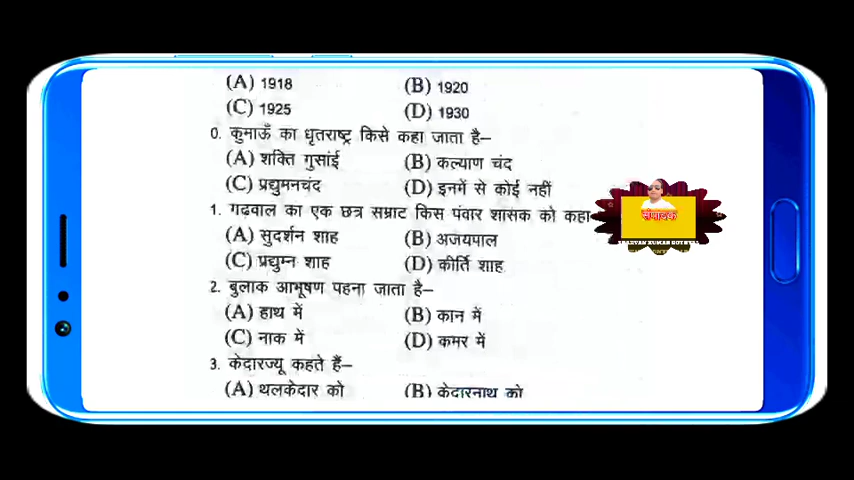 (A) 1918 (B) 1920
(C) 1925 (D) 1930
0. कुमाऊँ का धृतराष्ट्र किसे कहा जाता है–
(A) शक्ति गुसांई (B) कल्याण चंद
(C) प्रद्युमनचंद (D) इनमें से कोई नहीं
1. गढ़वाल का एक छत्र सम्राट किस पंवार शासक को कहा
(A) सुदर्शन शाह (B) अजयपाल
(C) प्रद्युम्न शाह (D) कीर्ति शाह
2. बुलाक आभूषण पहना जाता है–
(A) हाथ में (B) कान में
(C) नाक में (D) कमर में
3. केदारज्यू कहते हैं–
(A) थलकेदार को (B) केदारनाथ को
संपादक